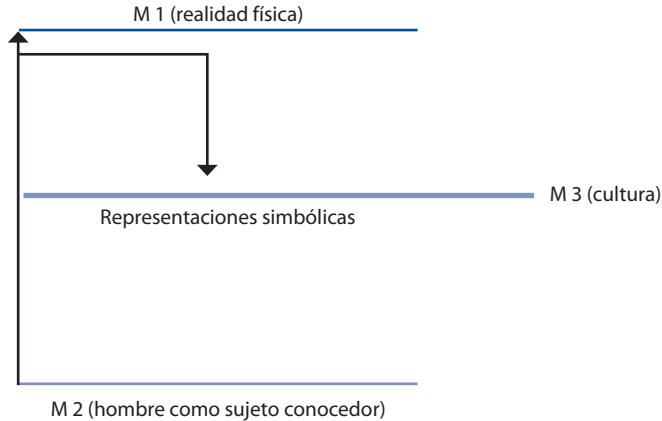 M 1 (realidad física)
M 3 (cultura)
Representaciones simbólicas
M 2 (hombre como sujeto conocedor)